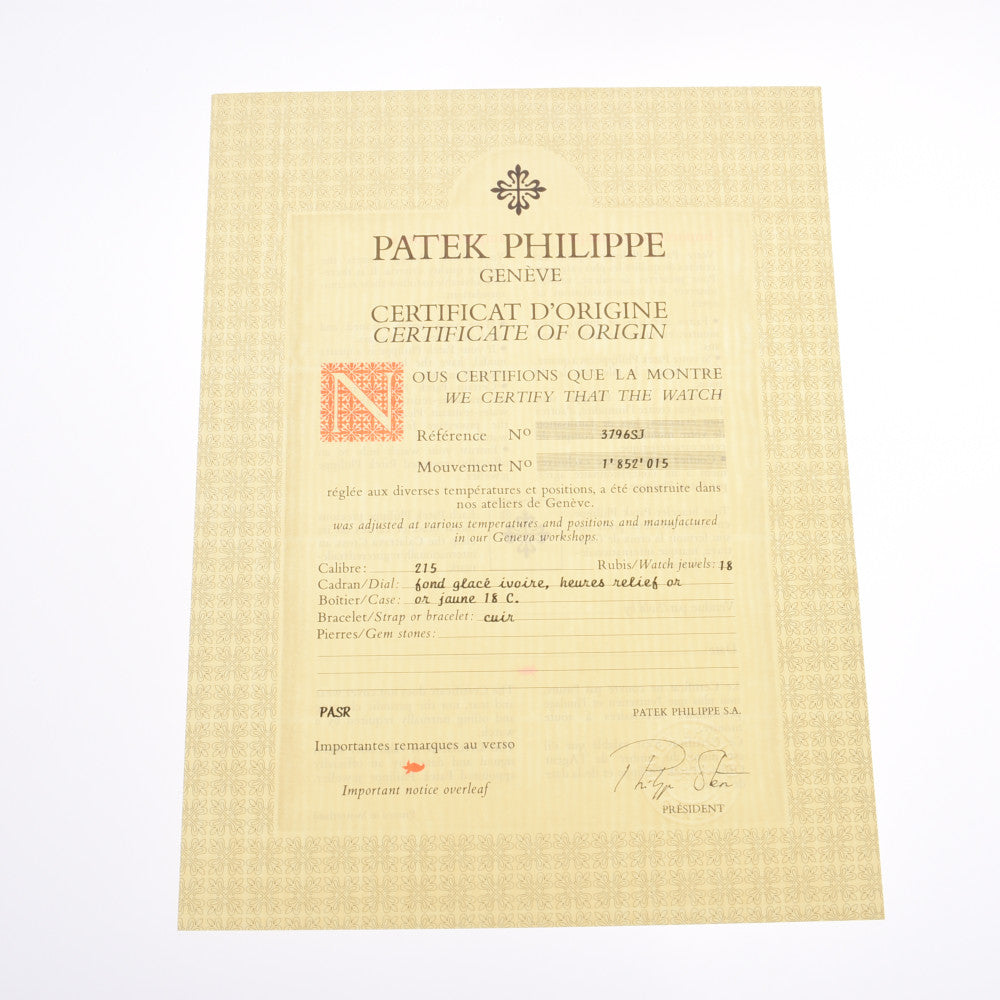 PATEK PHILIPPE
GENÈVE
CERTIFICAT D'ORIGINE
CERTIFICATE OF ORIGIN
NOUS CERTIFIONS QUE LA MONTRE
WE CERTIFY THAT THE WATCH
Référence Nº 3796SJ
Mouvement Nº 1'852'015
réglée aux diverses températures et positions, a été construite dans
nos ateliers de Genève.
was adjusted at various temperatures and positions and manufactured
in our Geneva workshops.
Calibre: 215 Rubis/Watch jewels: 18
Cadran/Dial: fond glacé ivoire, heures relief or
Boîtier/Case: or jaune 18 C.
Bracelet/Strap or bracelet: cuir
Pierres/Gem stones:
PASR PATEK PHILIPPE S.A.
Importantes remarques au verso
Important notice overleaf
Philipp Stern
PRÉSIDENT